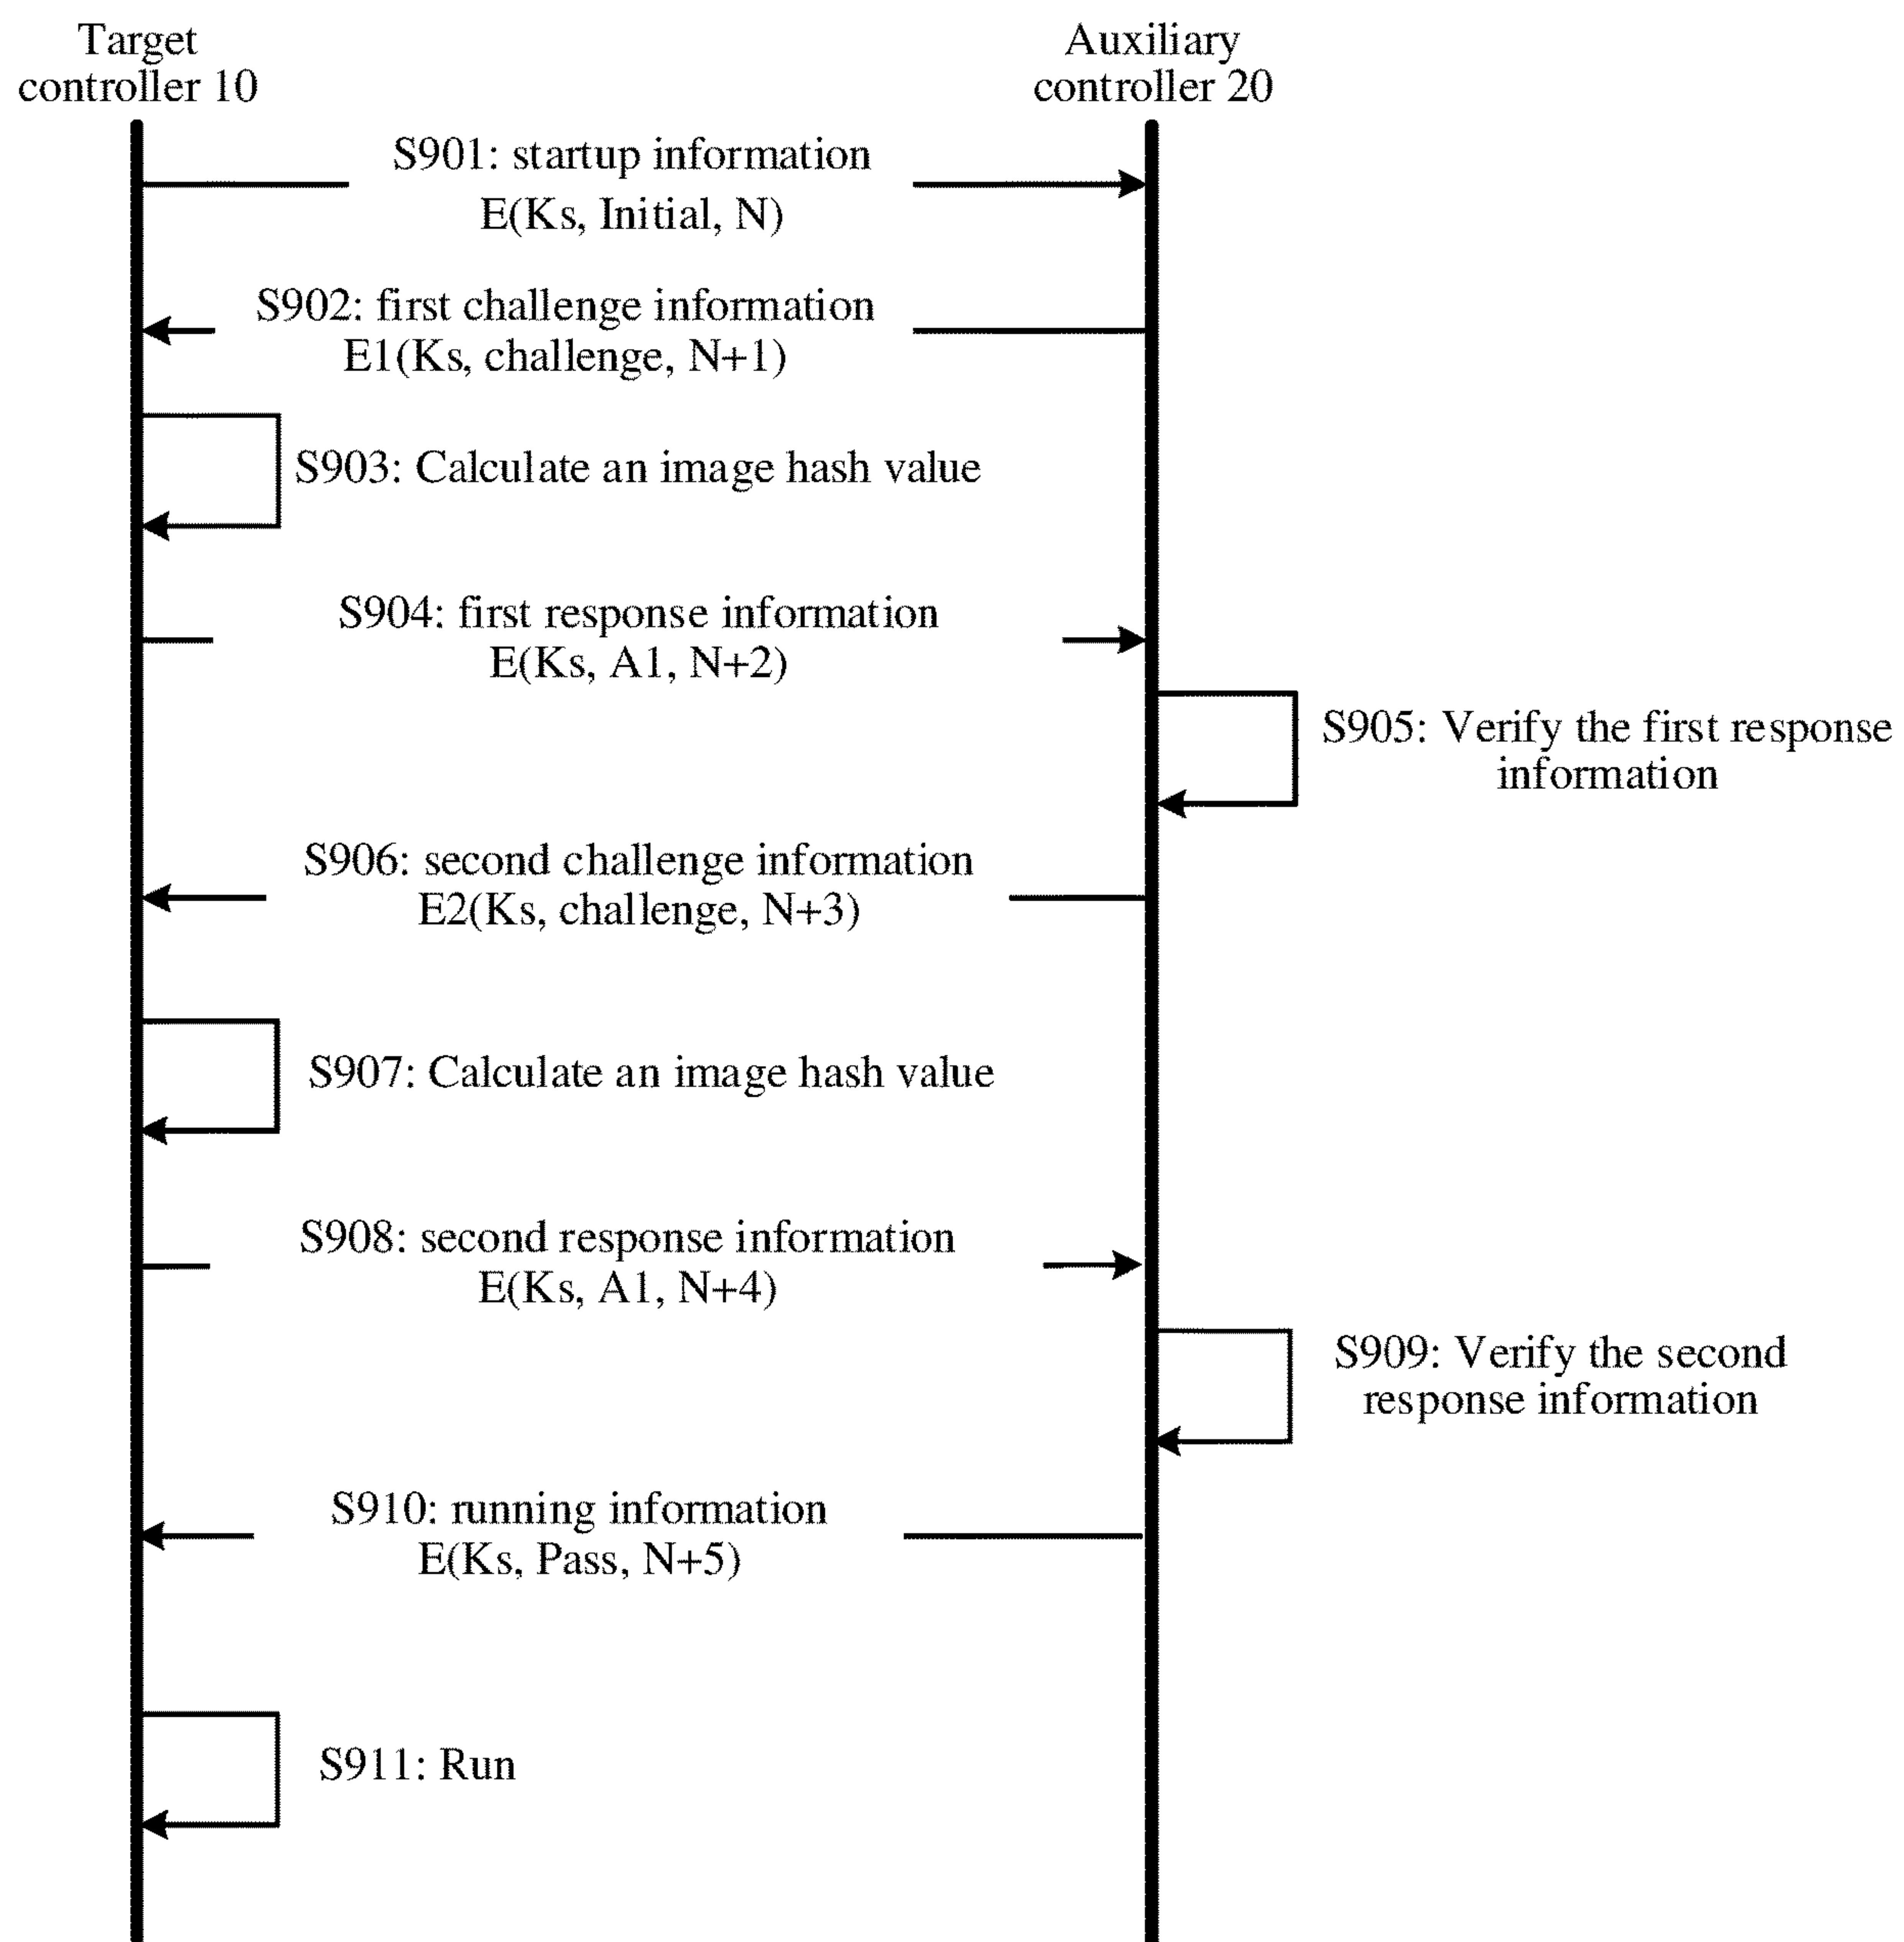 Target
controller 10
Auxiliary
controller 20
S901: startup information
E(Ks, Initial, N)
S902: first challenge information
E1(Ks, challenge, N+1)
S903: Calculate an image hash value
S904: first response information
E(Ks, A1, N+2)
S905: Verify the first response
information
S906: second challenge information
E2(Ks, challenge, N+3)
S907: Calculate an image hash value
S908: second response information
E(Ks, A1, N+4)
S909: Verify the second
response information
S910: running information
E(Ks, Pass, N+5)
S911: Run